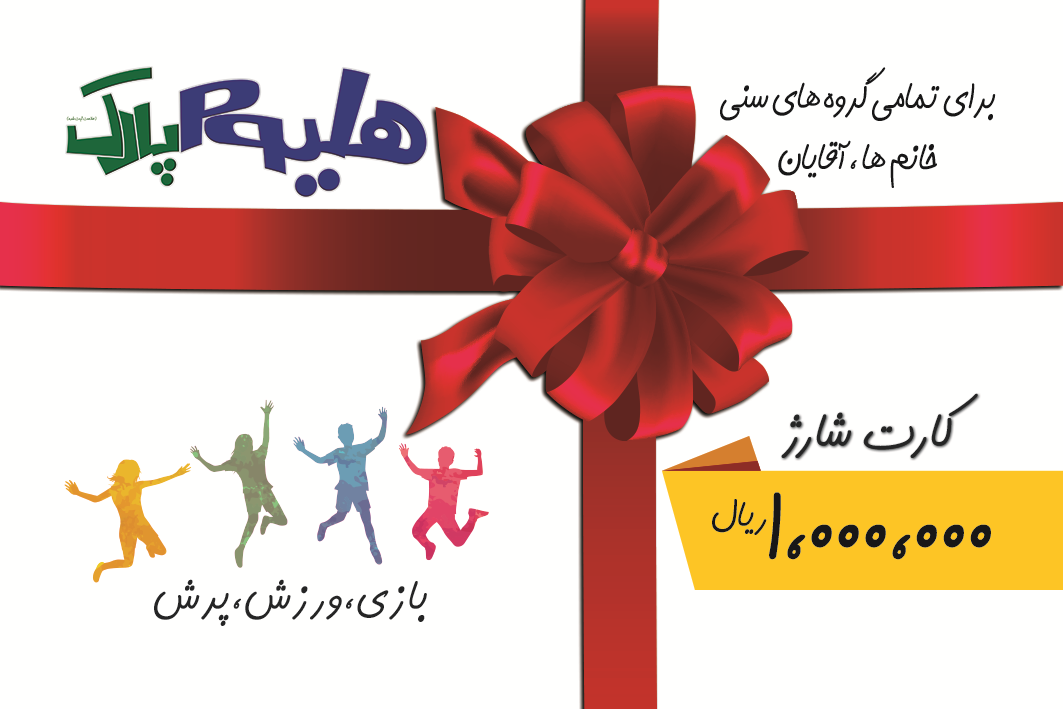 هلیوم پارک
برای تمامی گروه های سنی
خانم ها، آقایان
کارت شارژ
۱,۰۰۰,۰۰۰ ریال
بازی، ورزش، پرش